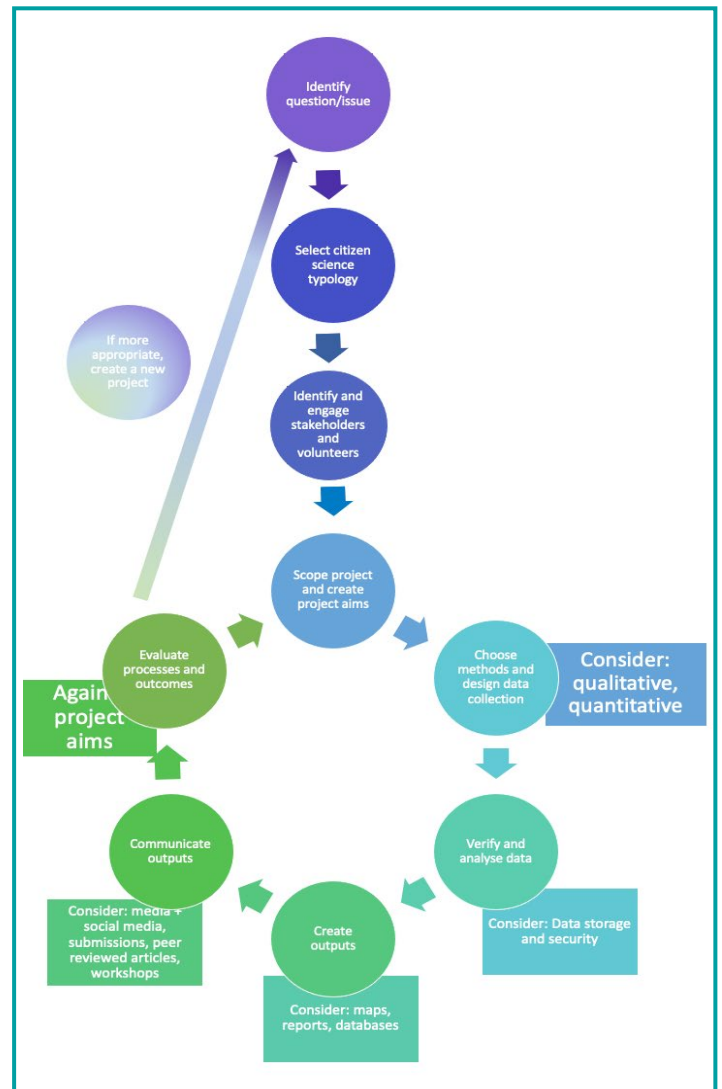 Identify
question/issue
Select citizen
science
typology
If more
appropriate,
create a new
project
Identify and
engage
stakeholders
and
volunteers
Scope project
and create
project aims
Evaluate
processes and
outcomes
Choose
methods and
design data
collection
Consider:
qualitative,
quantitative
Again
project
aims
Communicate
outputs
Verify and
analyse data
Consider: media +
social media,
submissions, peer
reviewed articles,
workshops
Create
outputs
Consider: Data storage
and security
Consider: maps,
reports, databases